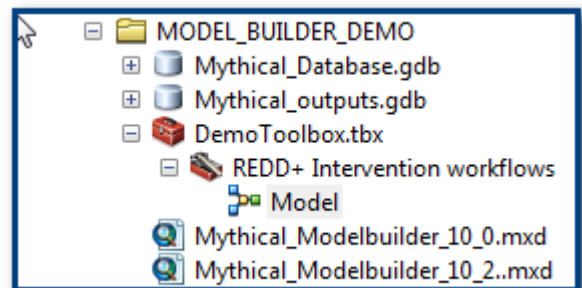 MODEL_BUILDER_DEMO
Mythical_Database.gdb
Mythical_outputs.gdb
DemoToolbox.tbx
REDD+ Intervention workflows
Model
Mythical_Modelbuilder_10_0.mxd
Mythical_Modelbuilder_10_2..mxd